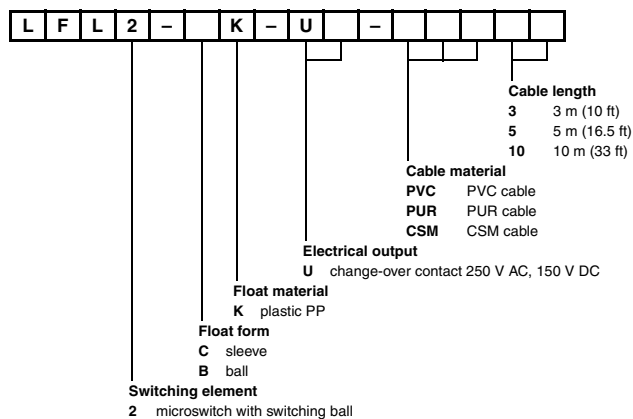 L F L 2 – K – U –
Cable length
3 3 m (10 ft)
5 5 m (16.5 ft)
10 10 m (33 ft)
Cable material
PVC PVC cable
PUR PUR cable
CSM CSM cable
Electrical output
U change-over contact 250 V AC, 150 V DC
Float material
K plastic PP
Float form
C sleeve
B ball
Switching element
2 microswitch with switching ball